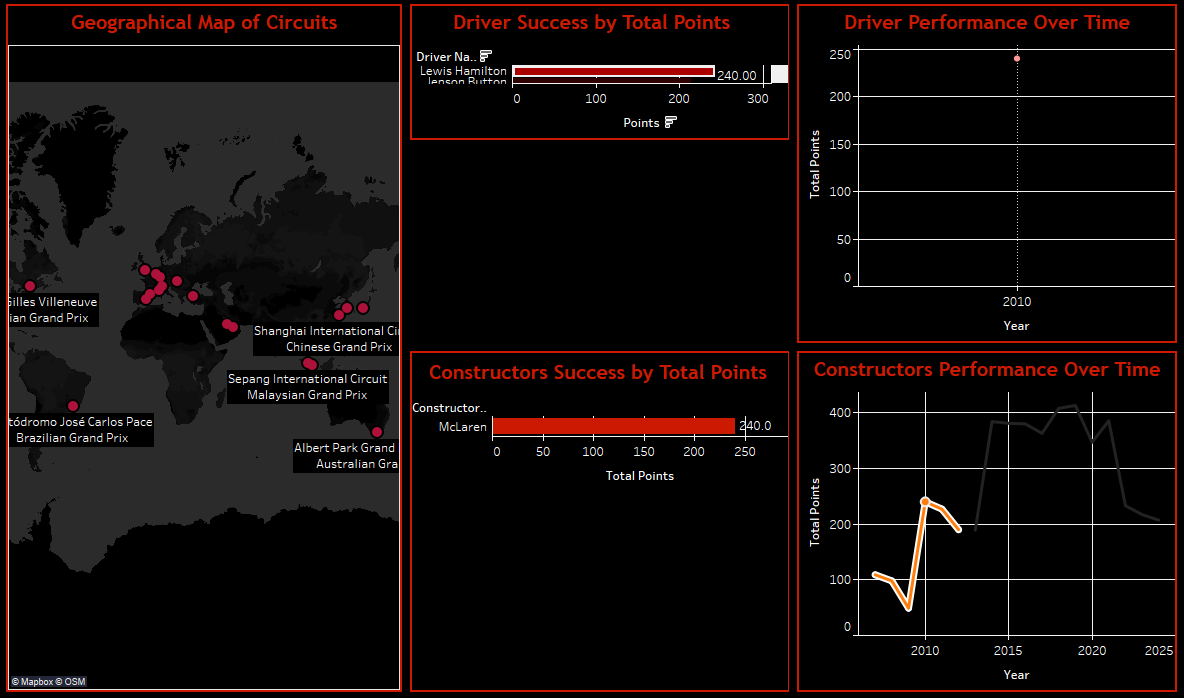 Geographical Map of Circuits
Gilles Villeneuve
ian Grand Prix
Shanghai International Ci
Chinese Grand Prix
Sepang International Circuit
Malaysian Grand Prix
tódromo José Carlos Pace
Brazilian Grand Prix
Albert Park Grand
Australian Gra
© Mapbox © OSM
Driver Success by Total Points
Driver Na..
Lewis Hamilton
240.00
Jenson Button
0 100 200 300
Points
Driver Performance Over Time
250
200
150
100
50
0
Total Points
2010
Year
Constructors Success by Total Points
Constructor..
McLaren
240.0
0 50 100 150 200 250
Total Points
Constructors Performance Over Time
400
300
200
100
0
Total Points
2010 2015 2020 2025
Year